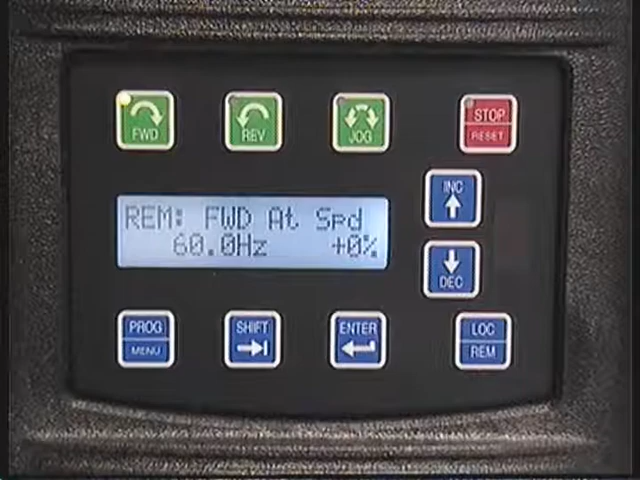 FWD
REV
JOG
STOP
RESET
INC
REM: FWD At Spd
60.0Hz +0%
DEC
PROG
MENU
SHIFT
ENTER
LOC
REM